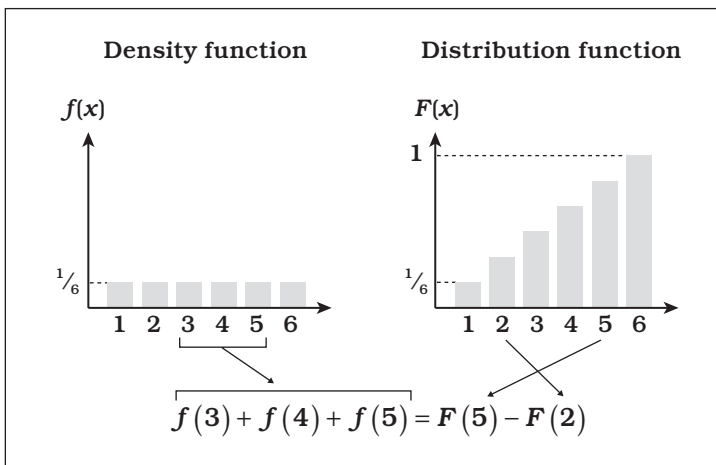 Density function
Distribution function
f(x)
F(x)
1
1/6
1/6
1 2 3 4 5 6
1 2 3 4 5 6
f(3) + f(4) + f(5) = F(5) − F(2)